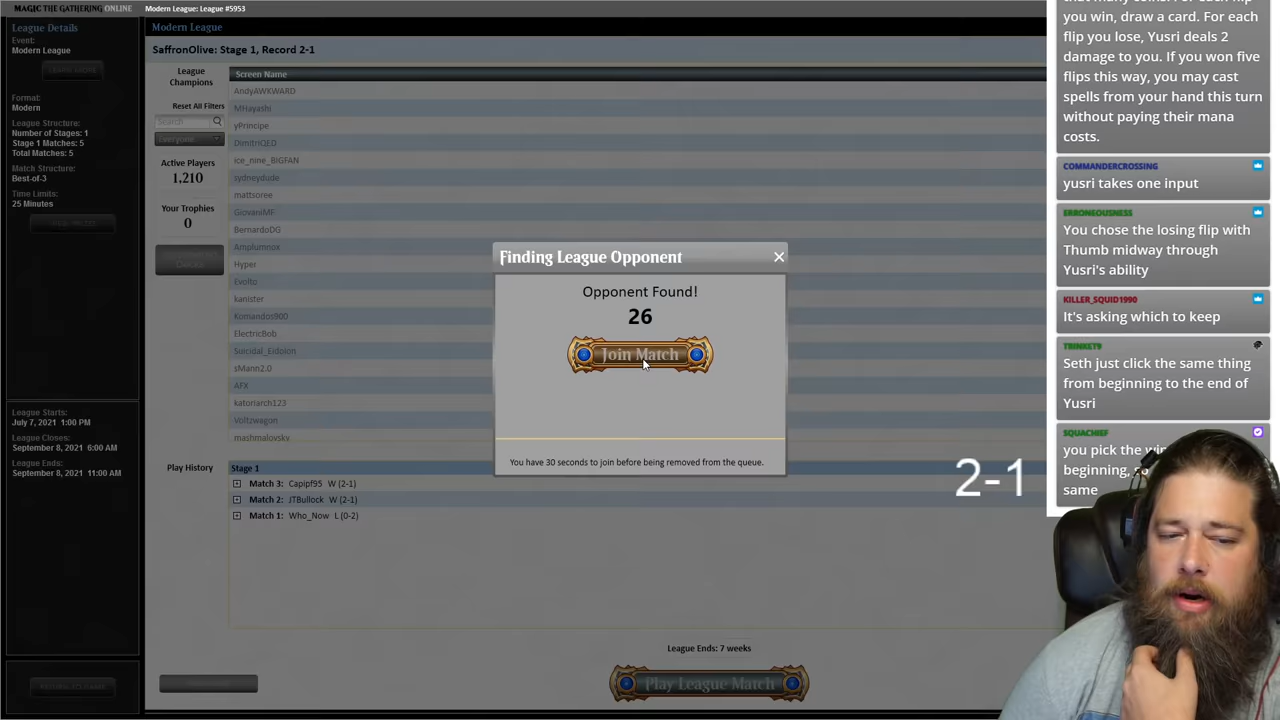 MAGIC THE GATHERING ONLINE
Modern League: League #5953
League Details
Event:
Modern League
LEARN MORE
Format:
Modern
League Structure:
Number of Stages: 1
Stage 1 Matches: 5
Total Matches: 5
Match Structure:
Best-of-3
Time Limits:
25 Minutes
League Starts:
July 7, 2021 1:00 PM
League Closes:
September 8, 2021 6:00 AM
League Ends:
September 8, 2021 11:00 AM
Modern League
SaffronOlive: Stage 1, Record 2-1
League Champions
Reset All Filters
Search
Everyone
Active Players
1,210
Your Trophies
0
Screen Name
AndyAWKWARD
MHayashi
yPrincipe
DimitriQED
ice_nine_BIGFAN
sydneydude
mattsoree
GiovaniMF
BernardoDG
Amplumnox
Hyper
Evolto
kanister
Komandos900
ElectricBob
Suicidal_Eidolon
sMann2.0
AFX
katoriarch123
Voltzwagon
mashmalovsky
Play History
Stage 1
Match 3: Capipf95 W (2-1)
Match 2: JTBullock W (2-1)
Match 1: Who_Now L (0-2)
League Ends: 7 weeks
Play League Match
Finding League Opponent
Opponent Found!
26
Join Match
You have 30 seconds to join before being removed from the queue.
2-1
that many coins. For each flip
you win, draw a card. For each
flip you lose, Yusri deals 2
damage to you. If you won five
flips this way, you may cast
spells from your hand this turn
without paying their mana
costs.
COMMANDERCROSSING
yusri takes one input
ERRONEOUSNESS
You chose the losing flip with
Thumb midway through
Yusri's ability
KILLER_SQUID1990
It's asking which to keep
TRINKET9
Seth just click the same thing
from beginning to the end of
Yusri
SQUACHIEF
you pick the
beginning,
same